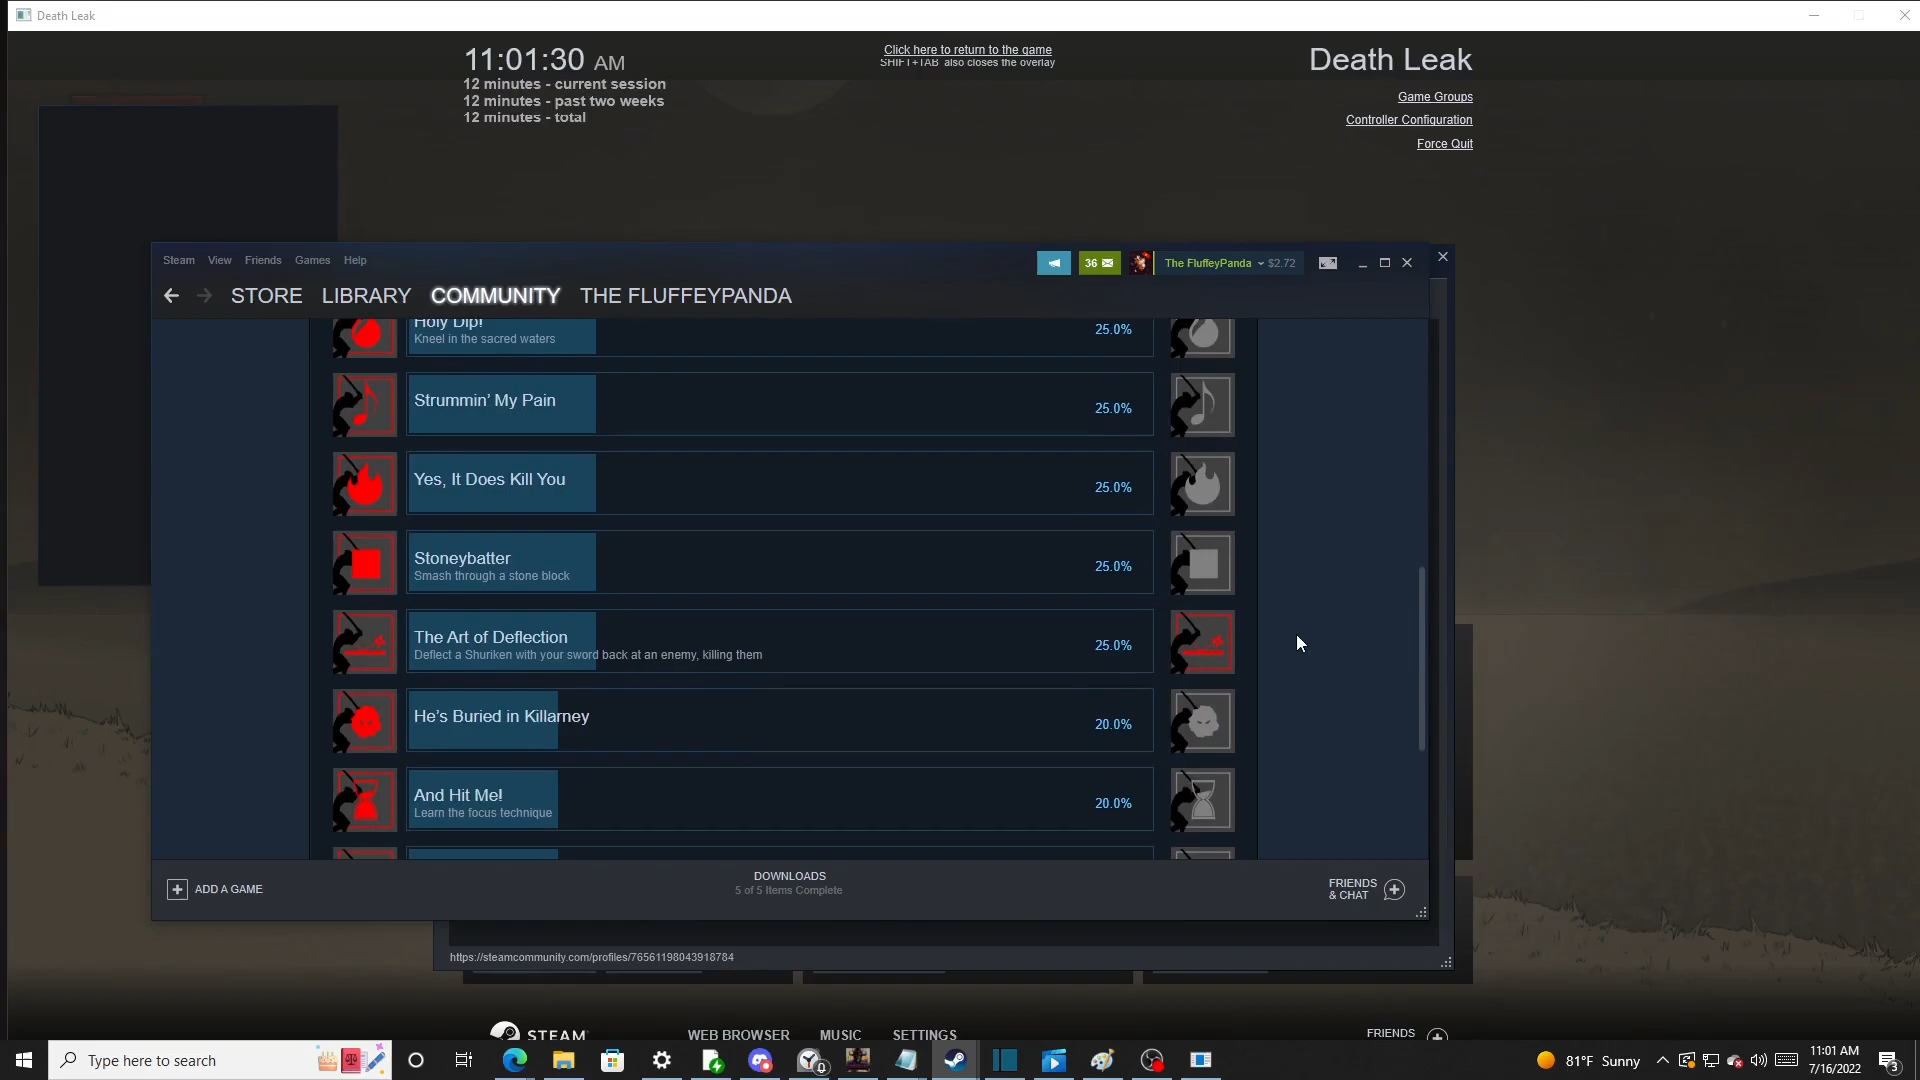 Death Leak
11:01:30 AM
12 minutes - current session
12 minutes - past two weeks
12 minutes - total
Click here to return to the game
SHIFT+TAB also closes the overlay
Death Leak
Game Groups
Controller Configuration
Force Quit
Steam View Friends Games Help
36
The FluffeyPanda $2.72
STORE LIBRARY COMMUNITY THE FLUFFEYPANDA
Holy Dip!
Kneel in the sacred waters
25.0%
Strummin' My Pain
25.0%
Yes, It Does Kill You
25.0%
Stoneybatter
Smash through a stone block
25.0%
The Art of Deflection
Deflect a Shuriken with your sword back at an enemy, killing them
25.0%
He's Buried in Killarney
20.0%
And Hit Me!
Learn the focus technique
20.0%
ADD A GAME
DOWNLOADS
5 of 5 Items Complete
FRIENDS
& CHAT
https://steamcommunity.com/profiles/76561198043918784
STEAM
WEB BROWSER MUSIC SETTINGS
FRIENDS
Type here to search
81°F Sunny
11:01 AM
7/16/2022
3